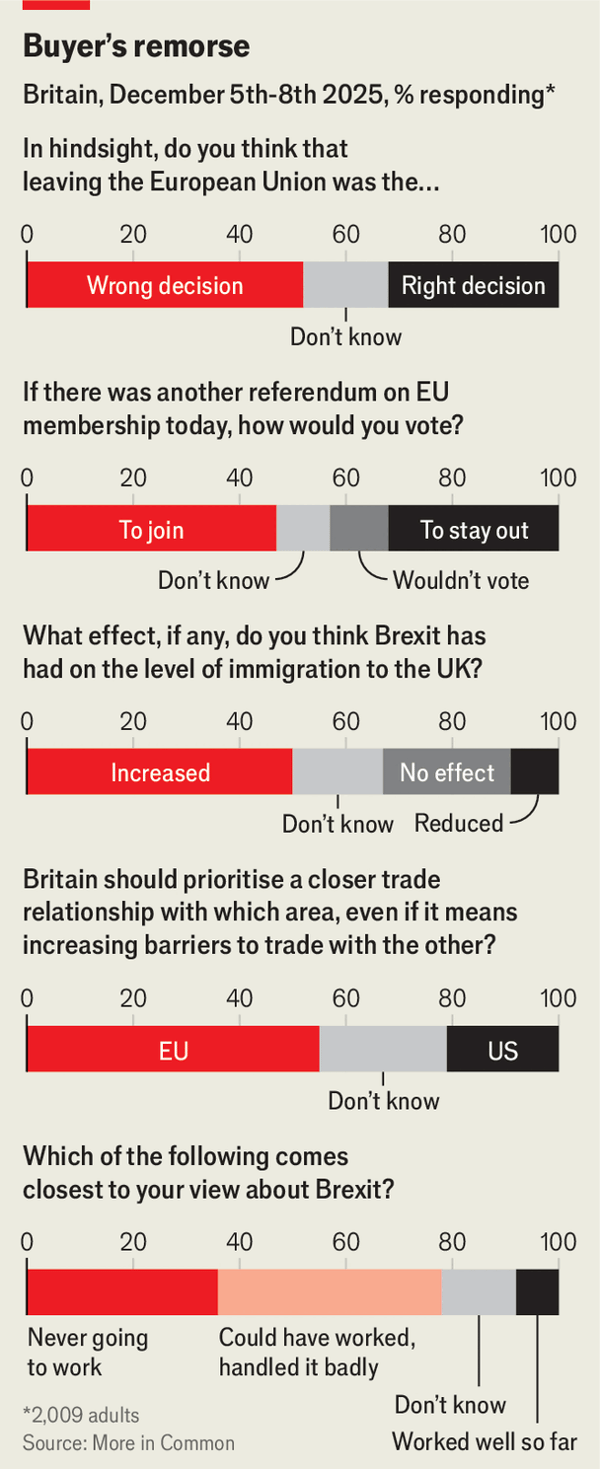 Buyer’s remorse
Britain, December 5th-8th 2025, % responding*
In hindsight, do you think that
leaving the European Union was the…
0 20 40 60 80 100
Wrong decision Right decision
Don’t know
If there was another referendum on EU
membership today, how would you vote?
0 20 40 60 80 100
To join To stay out
Don’t know Wouldn’t vote
What effect, if any, do you think Brexit has
had on the level of immigration to the UK?
0 20 40 60 80 100
Increased No effect
Don’t know Reduced
Britain should prioritise a closer trade
relationship with which area, even if it means
increasing barriers to trade with the other?
0 20 40 60 80 100
EU US
Don’t know
Which of the following comes
closest to your view about Brexit?
0 20 40 60 80 100
Never going Could have worked,
to work handled it badly
Don’t know
*2,009 adults
Source: More in Common Worked well so far